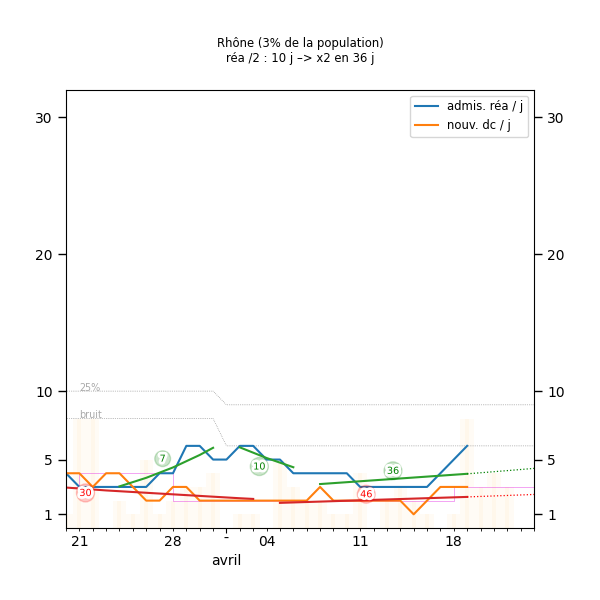 Rhône (3% de la population)
réa /2 : 10 j –> x2 en 36 j
admis. réa / j
nouv. dc / j
30 30
20 20
10 10
25%
bruit
5 5
7
10
36
30
46
1 1
21 28 - 04 11 18
avril